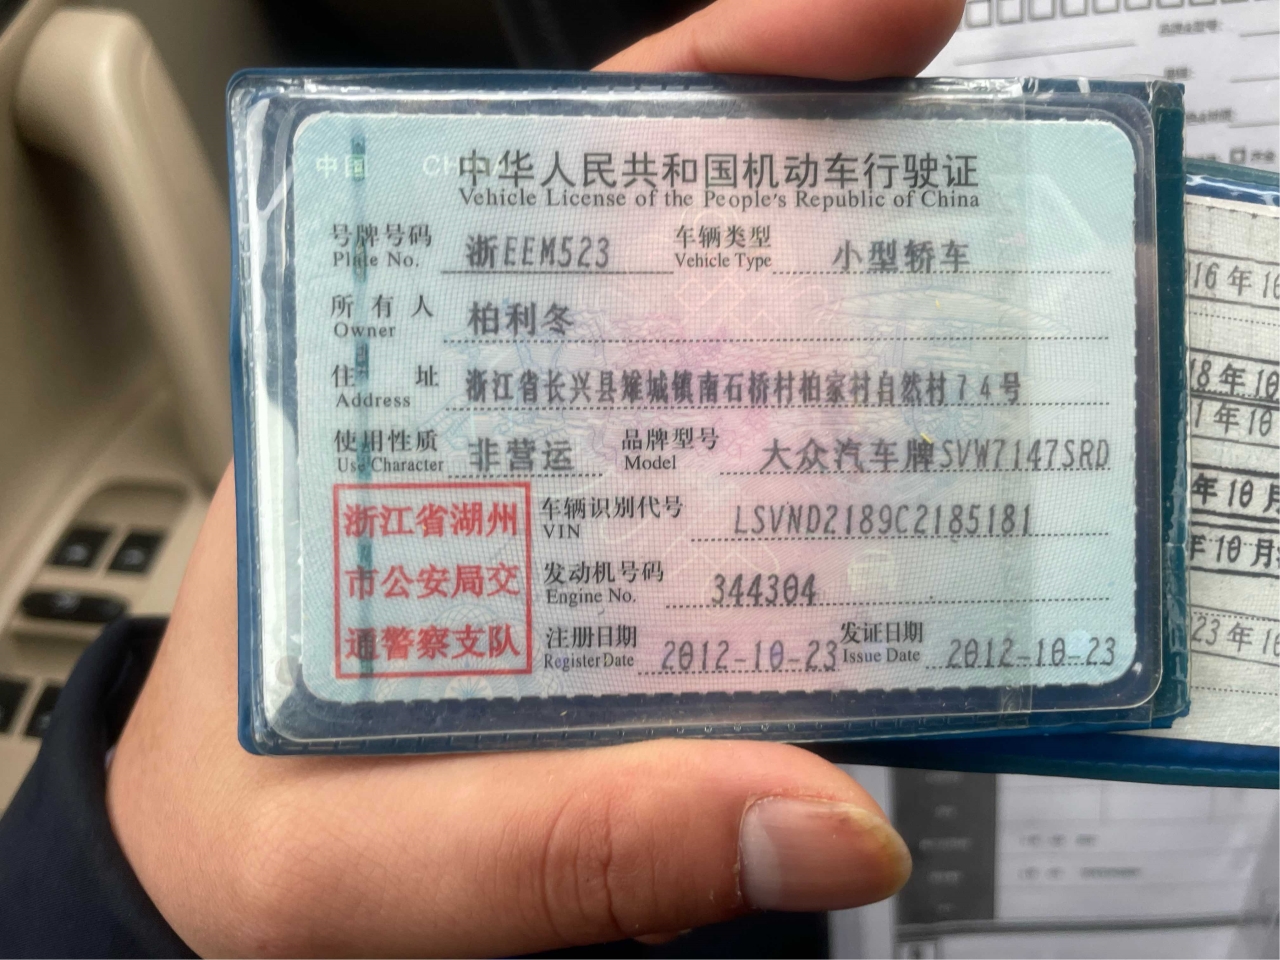 中国 CH
中华人民共和国机动车行驶证
Vehicle License of the People's Republic of China
号牌号码 浙EEM523 车辆类型 小型轿车
Plate No. Vehicle Type
所有人 柏利冬
Owner
住址 浙江省长兴县雉城镇南石桥村柏家村自然村74号
Address
使用性质 非营运 品牌型号 大众汽车牌SVW7147SRD
Use Character Model
浙江省湖州
市公安局交
通警察支队
车辆识别代号 LSVND2189C2185181
VIN
发动机号码 344304
Engine No.
注册日期 2012-10-23 发证日期 2012-10-23
Register Date Issue Date
16年10
8年10
1年10
年10月
年10月
23年10